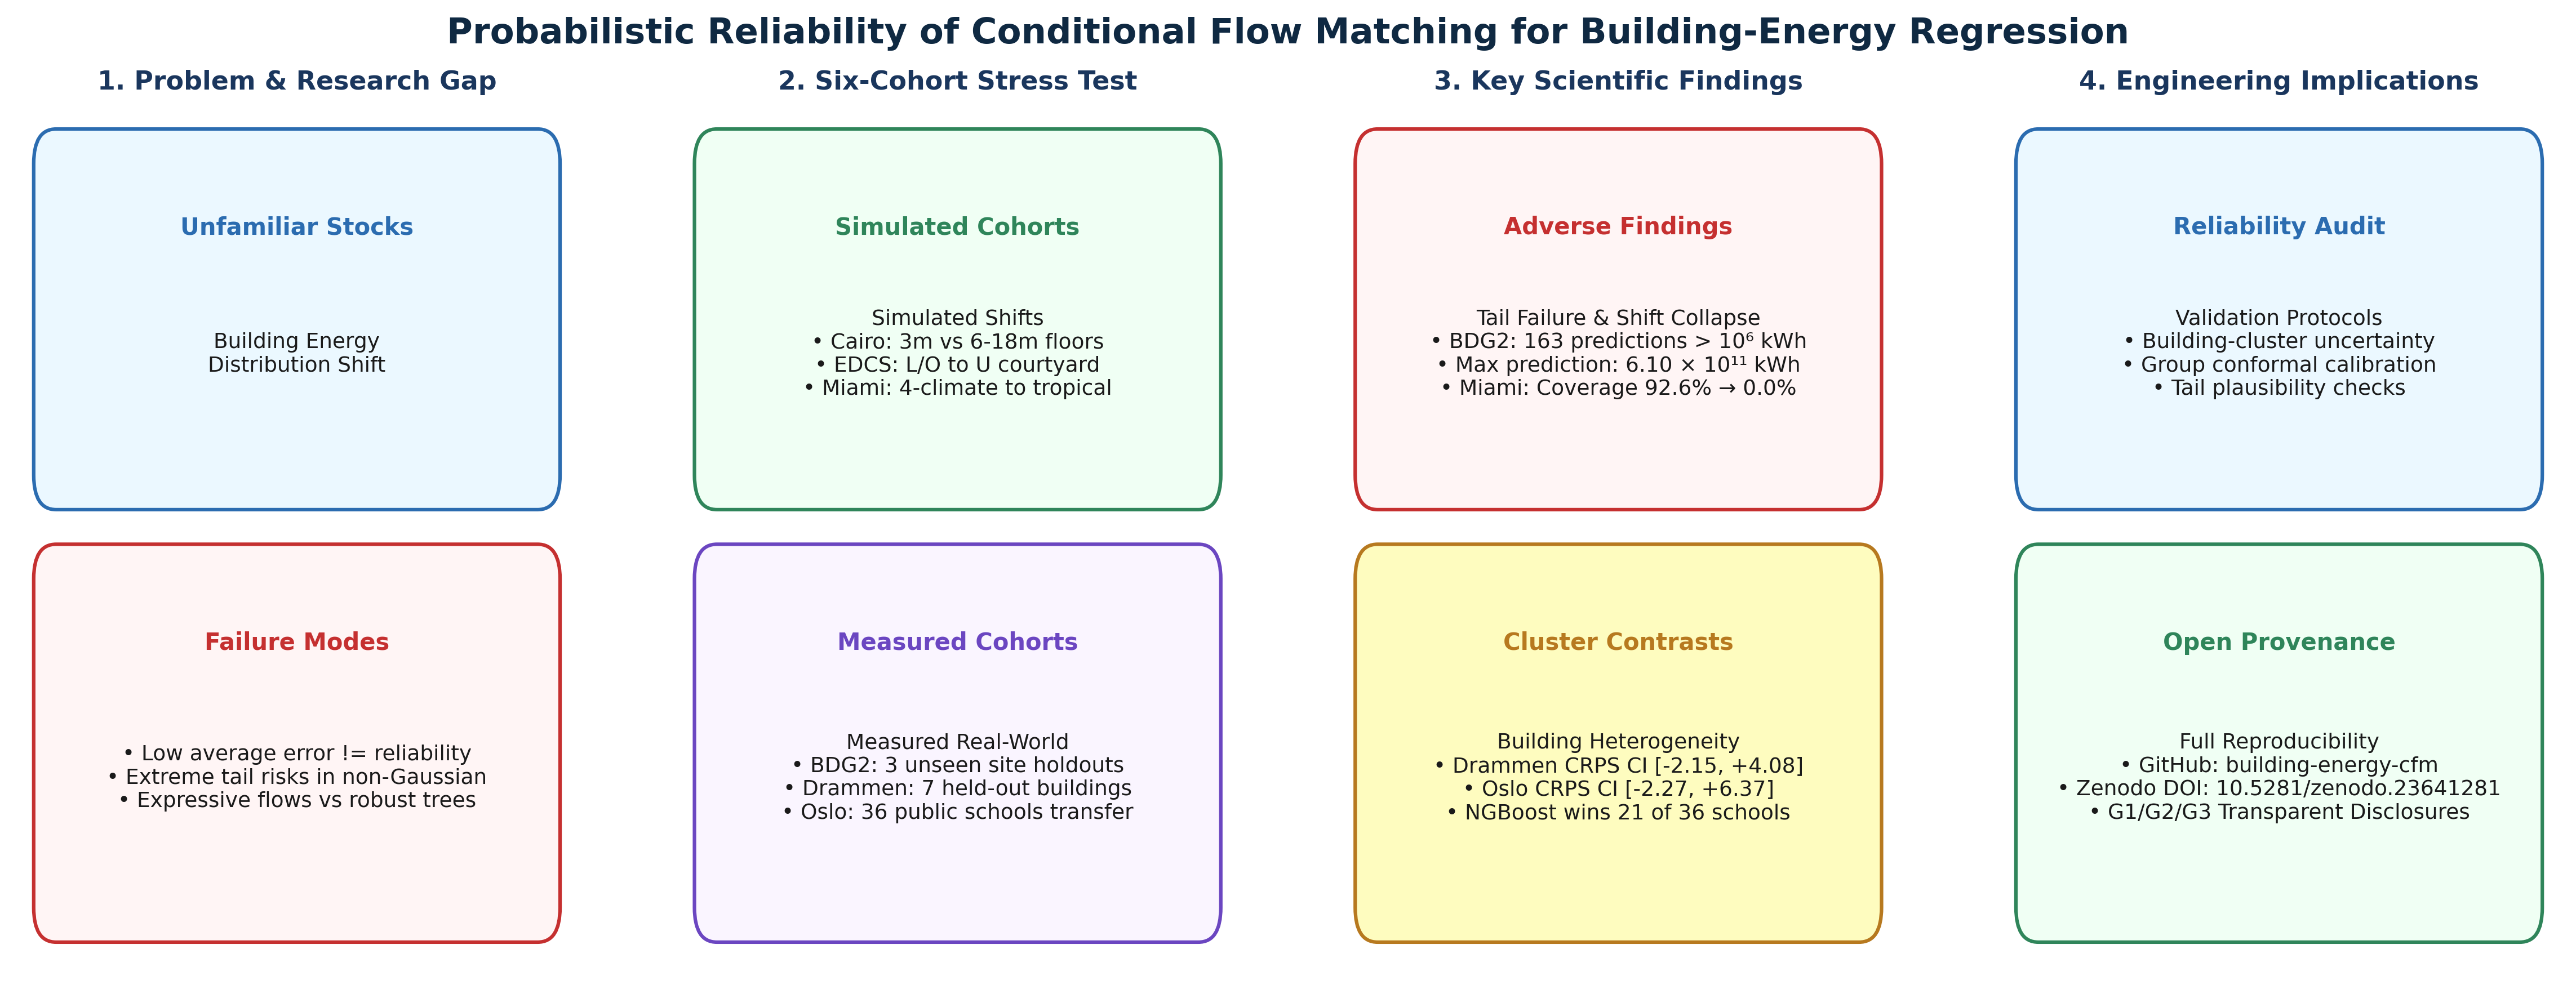 Probabilistic Reliability of Conditional Flow Matching for Building-Energy Regression
1. Problem & Research Gap
Unfamiliar Stocks
Building Energy
Distribution Shift
Failure Modes
• Low average error != reliability
• Extreme tail risks in non-Gaussian
• Expressive flows vs robust trees
2. Six-Cohort Stress Test
Simulated Cohorts
Simulated Shifts
• Cairo: 3m vs 6-18m floors
• EDCS: L/O to U courtyard
• Miami: 4-climate to tropical
Measured Cohorts
Measured Real-World
• BDG2: 3 unseen site holdouts
• Drammen: 7 held-out buildings
• Oslo: 36 public schools transfer
3. Key Scientific Findings
Adverse Findings
Tail Failure & Shift Collapse
• BDG2: 163 predictions > 10⁶ kWh
• Max prediction: 6.10 × 10¹¹ kWh
• Miami: Coverage 92.6% → 0.0%
Cluster Contrasts
Building Heterogeneity
• Drammen CRPS CI [-2.15, +4.08]
• Oslo CRPS CI [-2.27, +6.37]
• NGBoost wins 21 of 36 schools
4. Engineering Implications
Reliability Audit
Validation Protocols
• Building-cluster uncertainty
• Group conformal calibration
• Tail plausibility checks
Open Provenance
Full Reproducibility
• GitHub: building-energy-cfm
• Zenodo DOI: 10.5281/zenodo.23641281
• G1/G2/G3 Transparent Disclosures